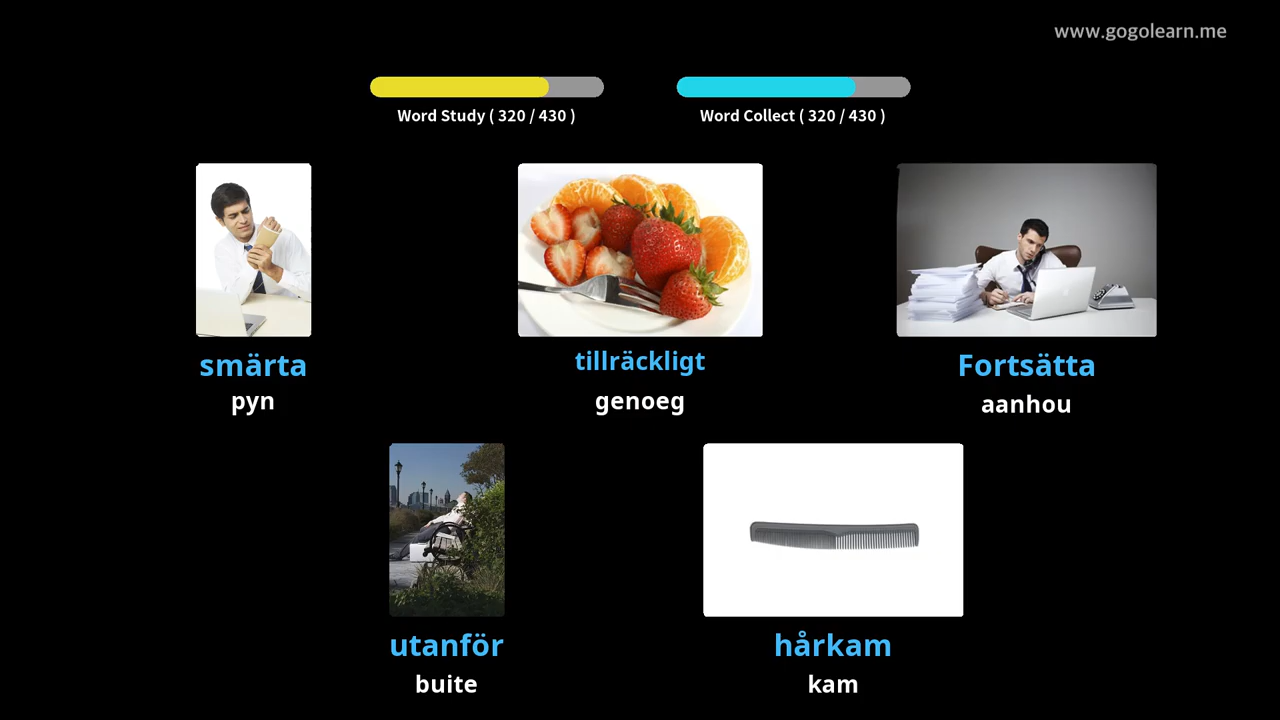 www.gogolearn.me
Word Study ( 320 / 430 )
Word Collect ( 320 / 430 )
smärta
pyn
tillräckligt
genoeg
Fortsätta
aanhou
utanför
buite
hårkam
kam